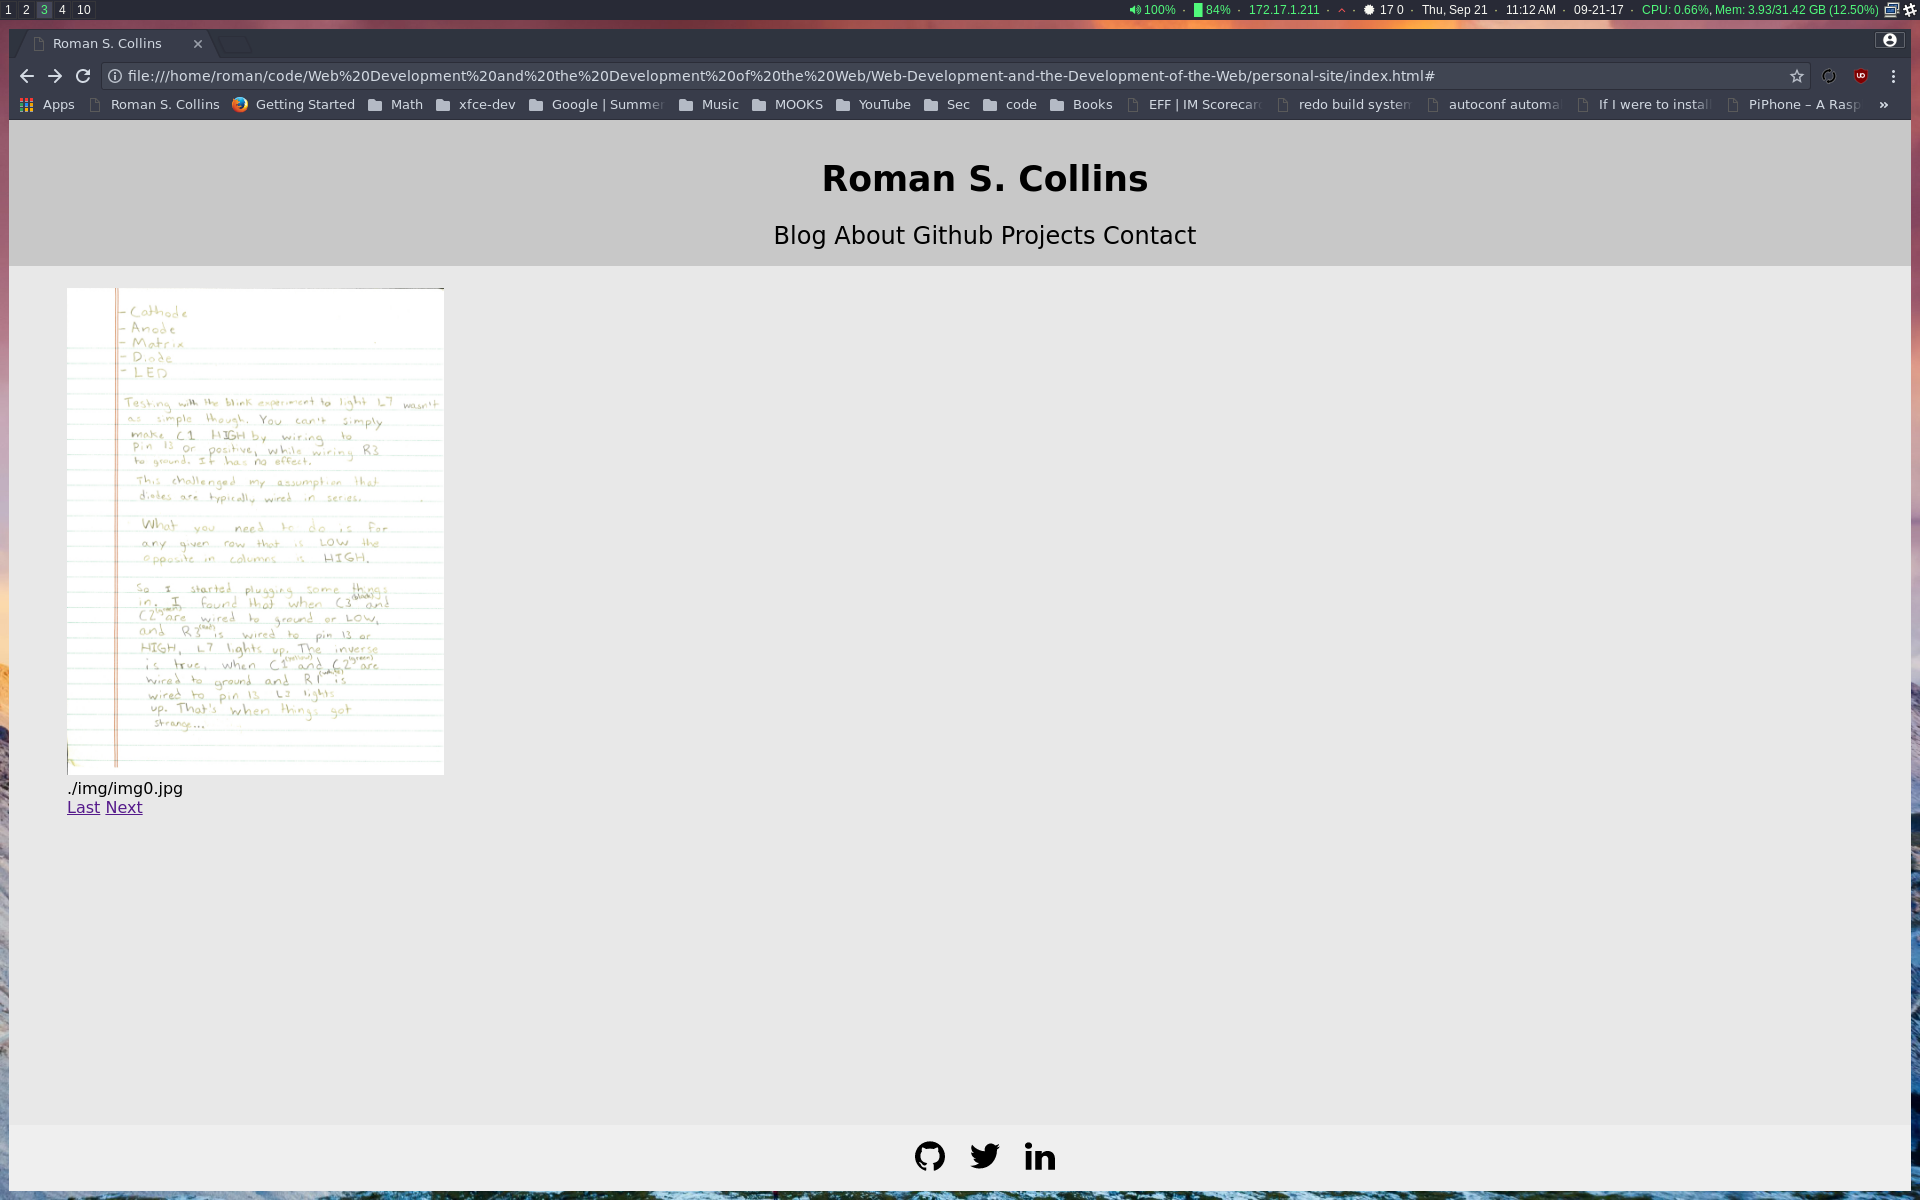 1 2 3 4 10
100% · 84% · 172.17.1.211 · · 17 0 · Thu, Sep 21 · 11:12 AM · 09-21-17 · CPU: 0.66%, Mem: 3.93/31.42 GB (12.50%)
Roman S. Collins
file:///home/roman/code/Web%20Development%20and%20the%20Development%20of%20the%20Web/Web-Development-and-the-Development-of-the-Web/personal-site/index.html#
Apps Roman S. Collins Getting Started Math xfce-dev Google | Summe Music MOOKS YouTube Sec code Books EFF | IM Scorecar redo build system autoconf automa If I were to install PiPhone – A Rasp »
Roman S. Collins
Blog About Github Projects Contact
- Cathode
- Anode
- Matrix
- Diode
- LED
Testing with the blink experiment to light L7 wasn't
as simple though. You can't simply
make C1 HIGH by wiring to
pin 13 or positive, while wiring R3
to ground. It has no effect.
This challenged my assumption that
diodes are typically wired in series.
What you need to do is for
any given row that is LOW the
opposite in columns is HIGH.
So I started plugging some things
in. I found that when C3 and
C2 (green) are wired to ground or LOW,
and R3 is wired to pin 13 or
HIGH, L7 lights up. The inverse
is true, when C1 (yellow) and C2 (green) are
wired to ground and R1 (white) is
wired to pin 13 L3 lights
up. That's when things got
strange...
./img/img0.jpg
Last Next